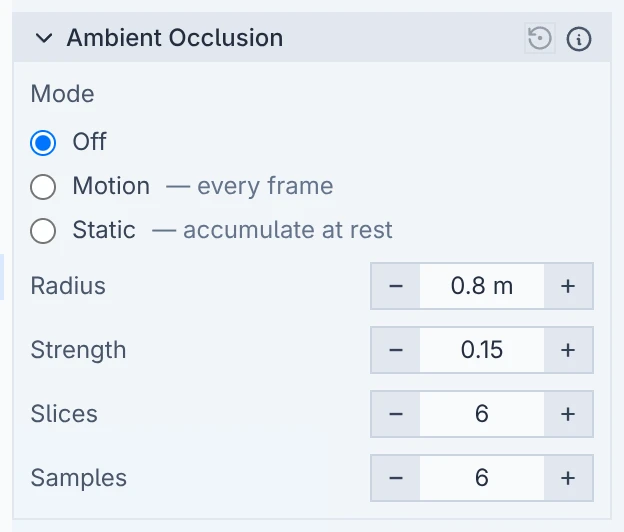 Ambient Occlusion
Mode
Off
Motion — every frame
Static — accumulate at rest
Radius − 0.8 m +
Strength − 0.15 +
Slices − 6 +
Samples − 6 +